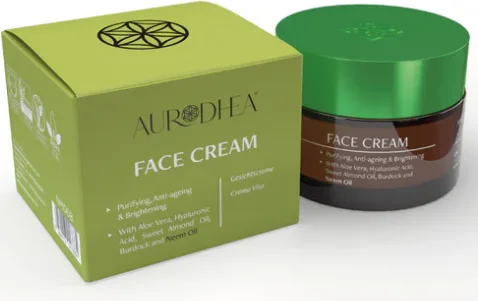 AURODHEA™
FACE CREAM
Purifying, Anti-ageing
& Brightening
With Aloe Vera, Hyaluronic
Acid, Sweet Almond Oil,
Burdock and Neem Oil
Gesichtscreme
Crème Visa
FACE CREAM
Purifying, Anti-ageing & Brightening
With Aloe Vera, Hyaluronic Acid,
Sweet Almond Oil, Burdock and
Neem Oil